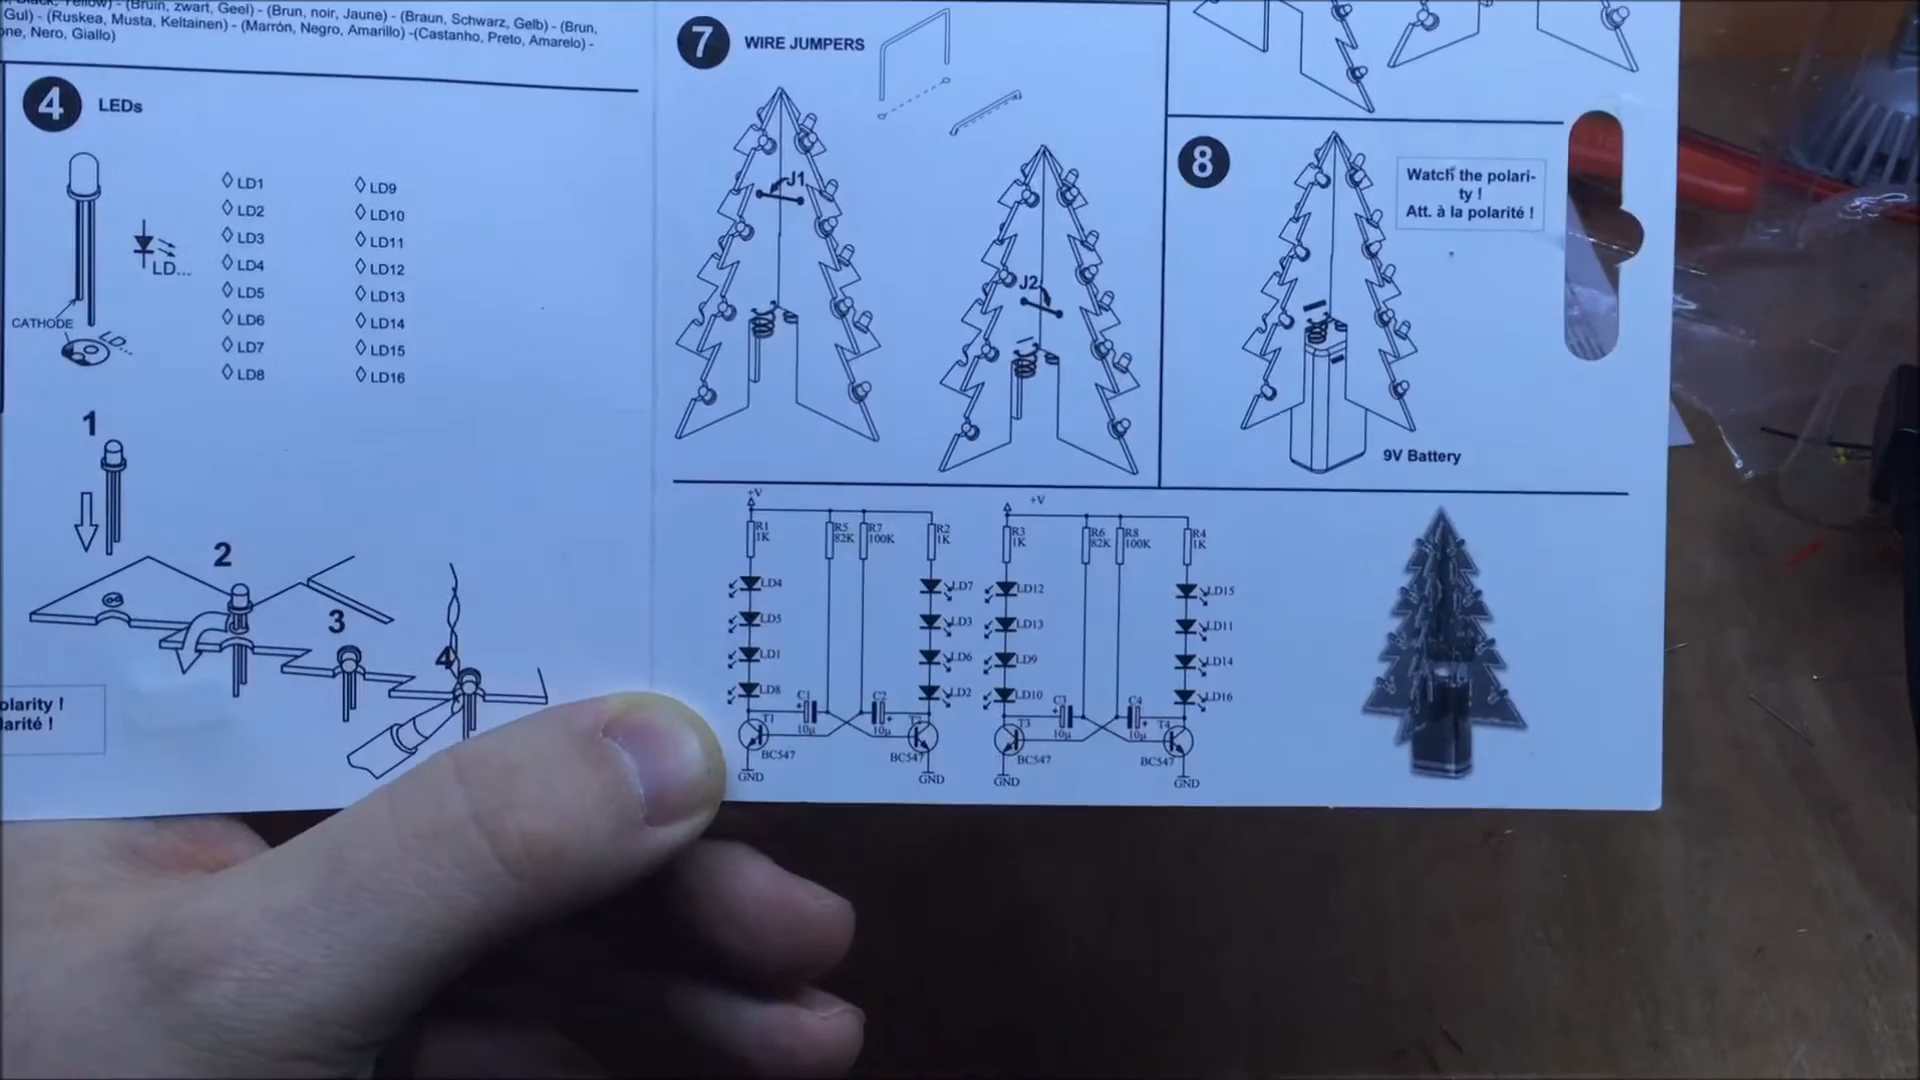 (Bruin, zwart, Geel) - (Brun, noir, Jaune) - (Braun, Schwarz, Gelb) - (Brun,
Gul) - (Ruskea, Musta, Keltainen) - (Marrón, Negro, Amarillo) -(Castanho, Preto, Amarelo) -
one, Nero, Giallo)
4 LEDs
CATHODE
LD...
LD...
LD1
LD2
LD3
LD4
LD5
LD6
LD7
LD8
LD9
LD10
LD11
LD12
LD13
LD14
LD15
LD16
1
2
3
4
olarity !
larité !
7 WIRE JUMPERS
J1
J2
8
Watch the polari-
ty !
Att. à la polarité !
9V Battery
+V
R1
1K
R5
82K
R7
100K
R2
1K
LD4
LD5
LD1
LD8
LD7
LD3
LD6
LD2
C1
10µ
C2
10µ
T1
BC547
BC547
GND
GND
+V
R3
1K
R6
82K
R8
100K
R4
1K
LD12
LD13
LD9
LD10
LD15
LD11
LD14
LD16
C3
10µ
C4
10µ
T3
T4
BC547
BC547
GND
GND